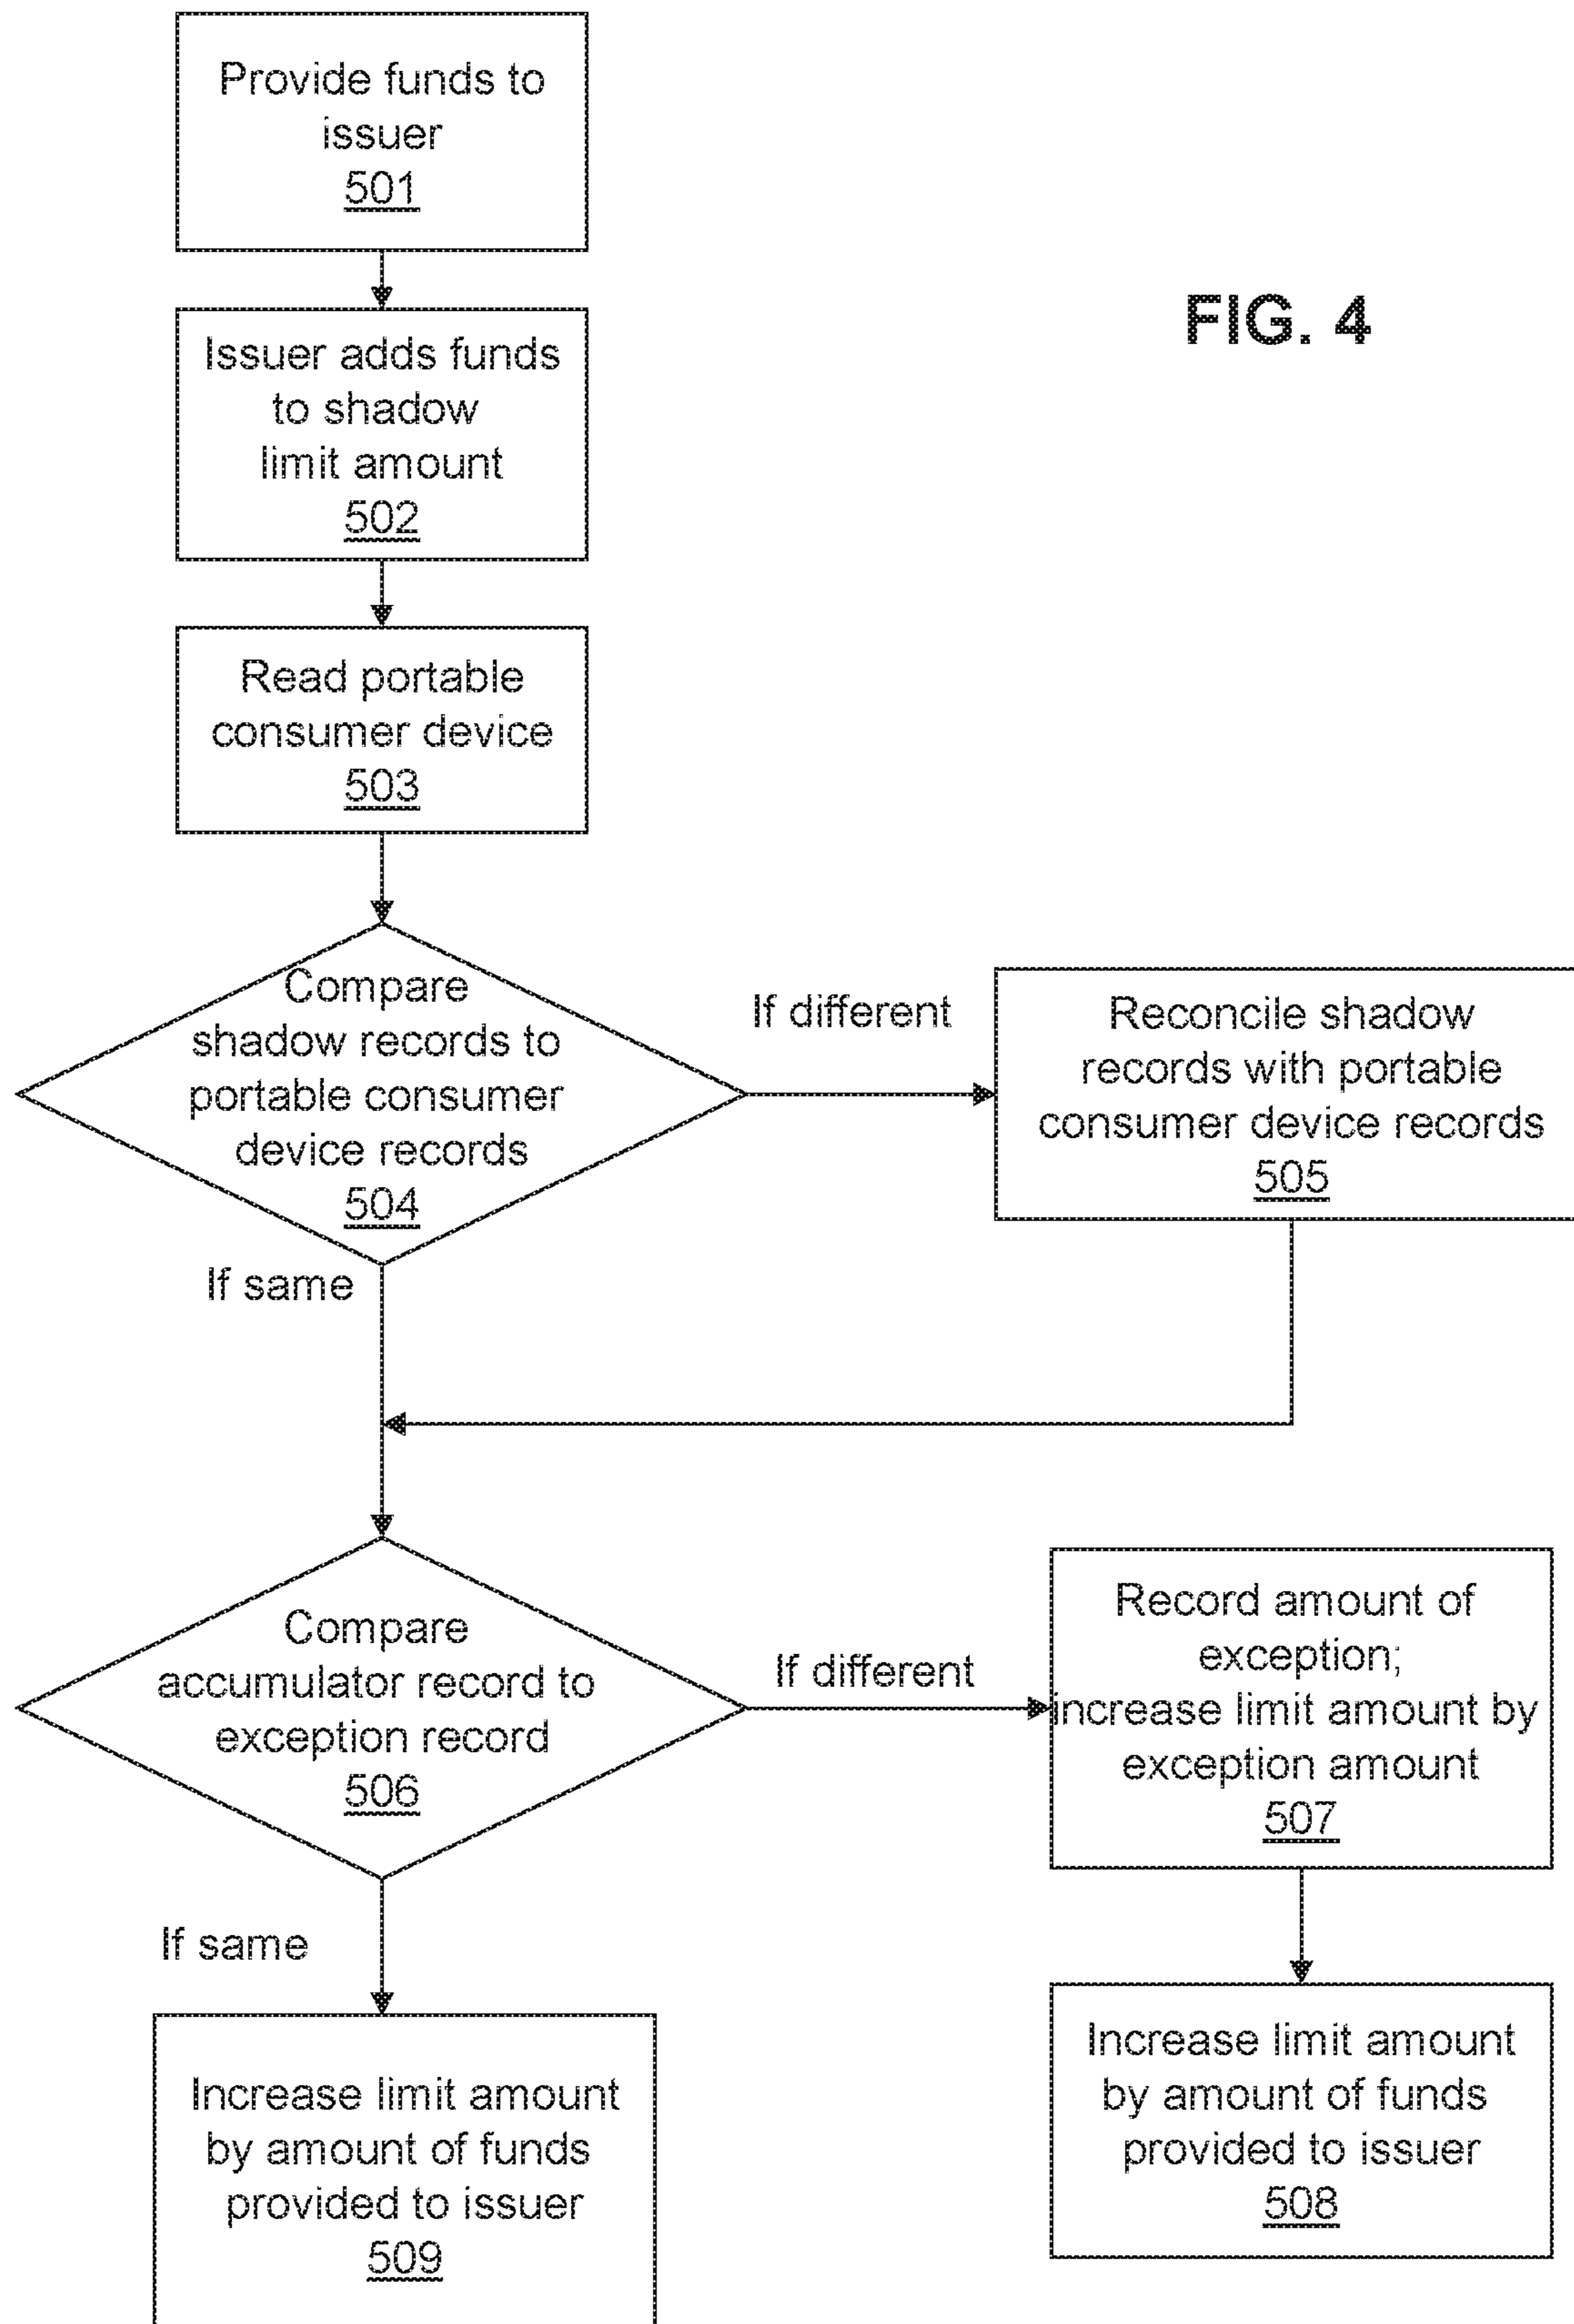 Provide funds to
issuer
501
FIG. 4
Issuer adds funds
to shadow
limit amount
502
Read portable
consumer device
503
Compare
shadow records to
portable consumer
device records
504
If different
Reconcile shadow
records with portable
consumer device records
505
If same
Compare
accumulator record to
exception record
506
If different
Record amount of
exception;
increase limit amount by
exception amount
507
If same
Increase limit amount
by amount of funds
provided to issuer
508
Increase limit amount
by amount of funds
provided to issuer
509